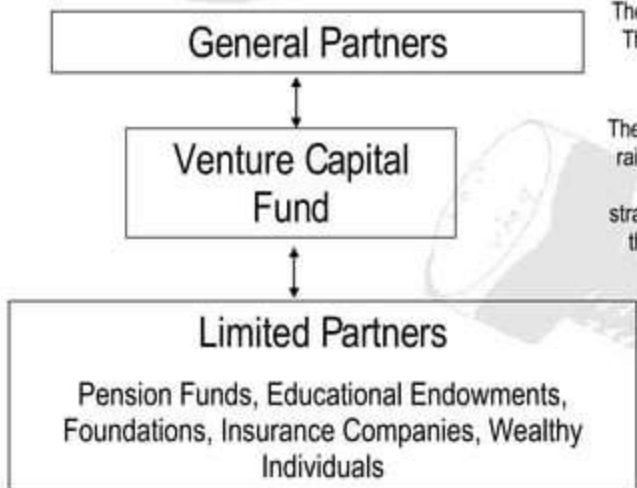 General Partners
Venture Capital
Fund
Limited Partners
Pension Funds, Educational Endowments,
Foundations, Insurance Companies, Wealthy
Individuals